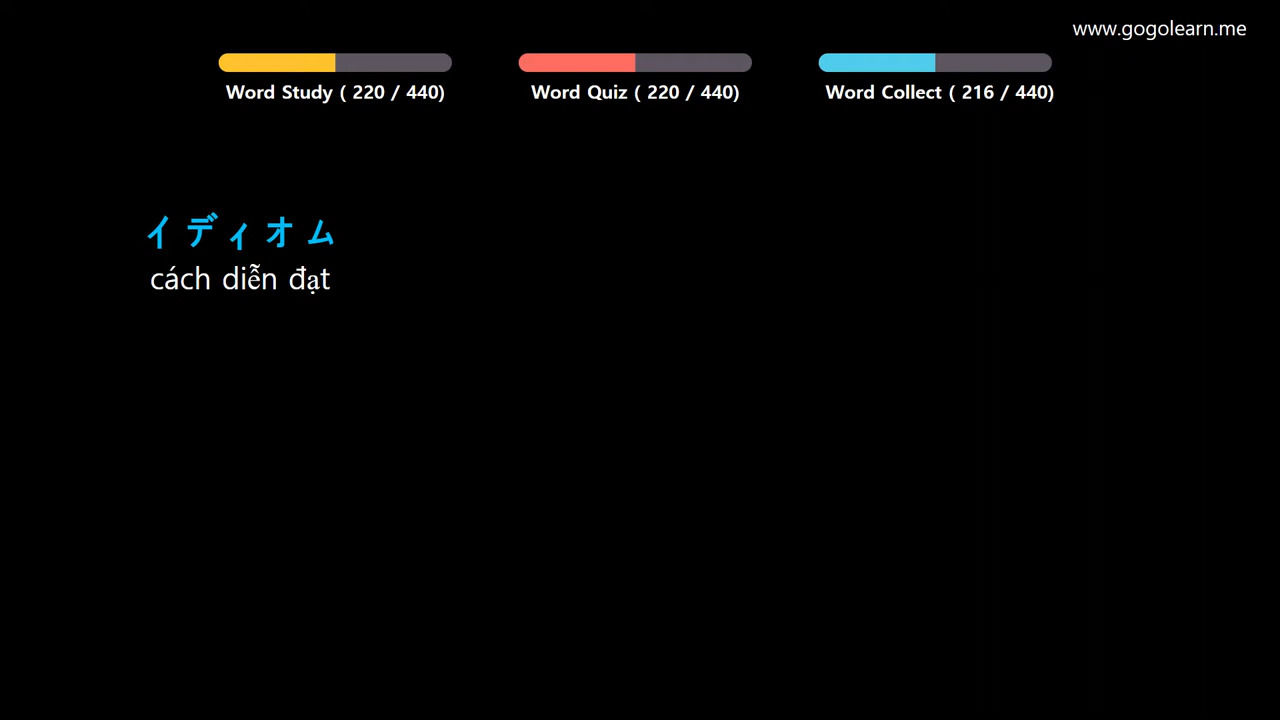 www.gogolearn.me
Word Study ( 220 / 440)
Word Quiz ( 220 / 440)
Word Collect ( 216 / 440)
イディオム
cách diễn đạt